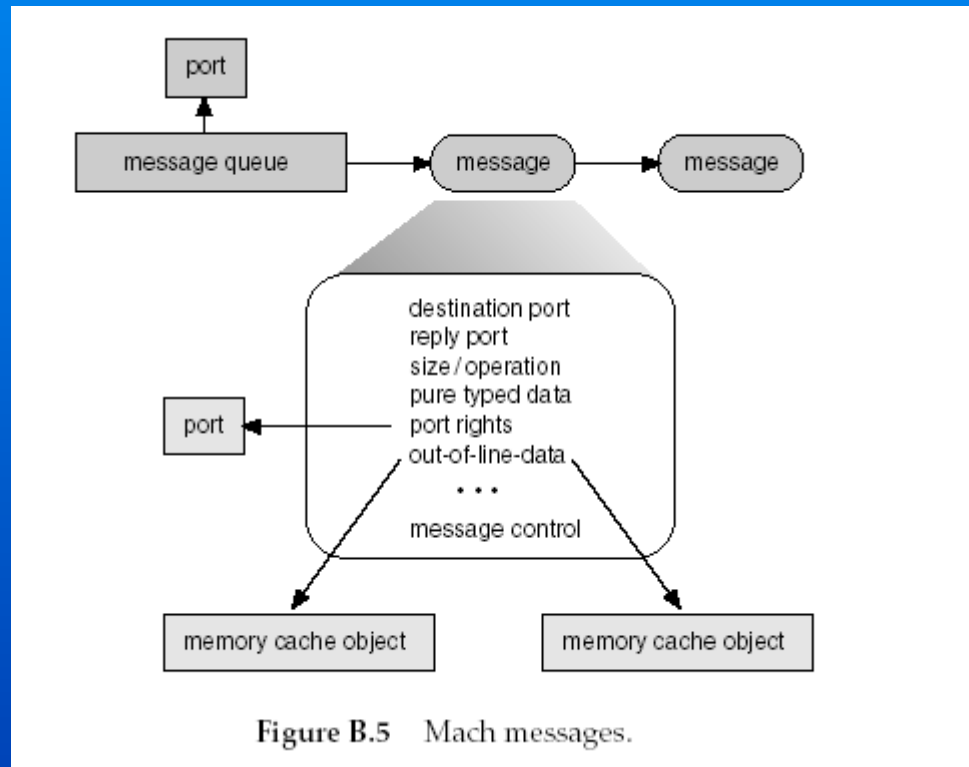 port
message queue
message
message
destination port
reply port
size/operation
pure typed data
port
port rights
out-of-line-data
• • •
message control
memory cache object
memory cache object
Figure B.5 Mach messages.